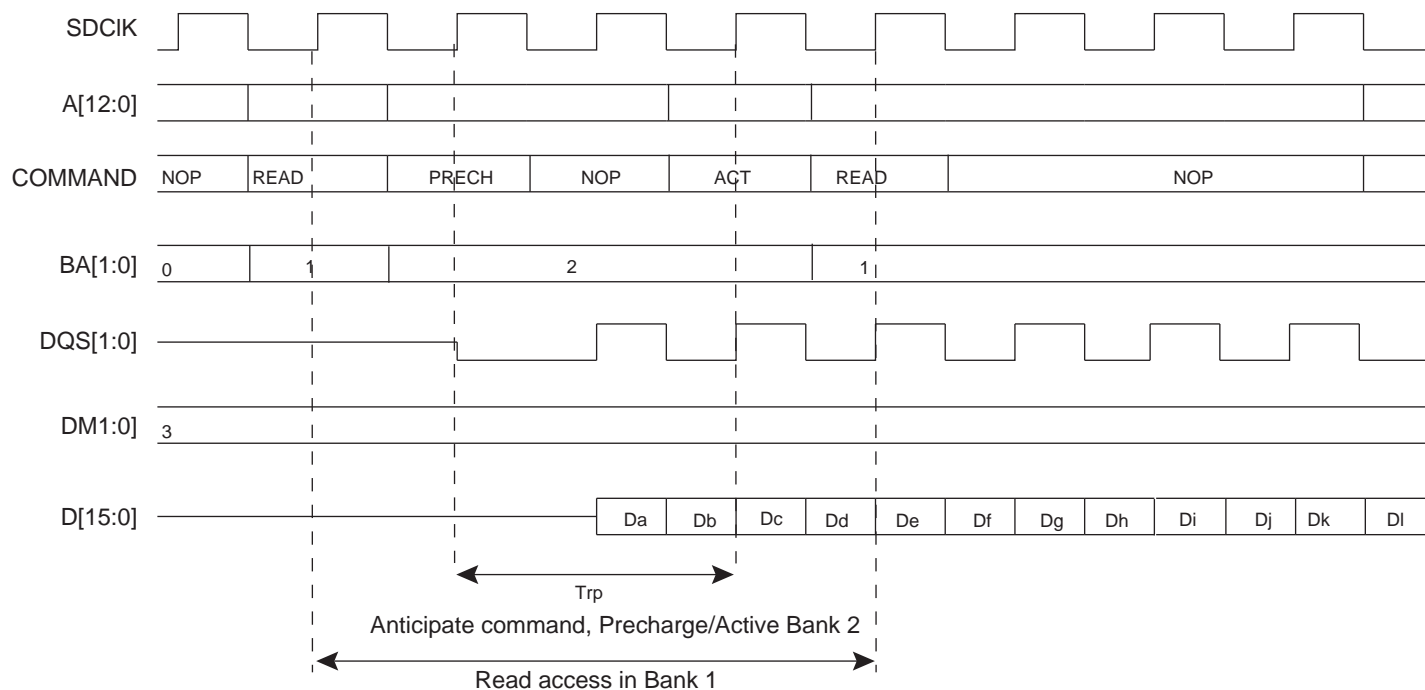 SDClK
A[12:0]
COMMAND NOP READ PRECH NOP ACT READ NOP
BA[1:0] 0 1 2 1
DQS[1:0]
DM1:0] 3
D[15:0] Da Db Dc Dd De Df Dg Dh Di Dj Dk Dl
Trp
Anticipate command, Precharge/Active Bank 2
Read access in Bank 1